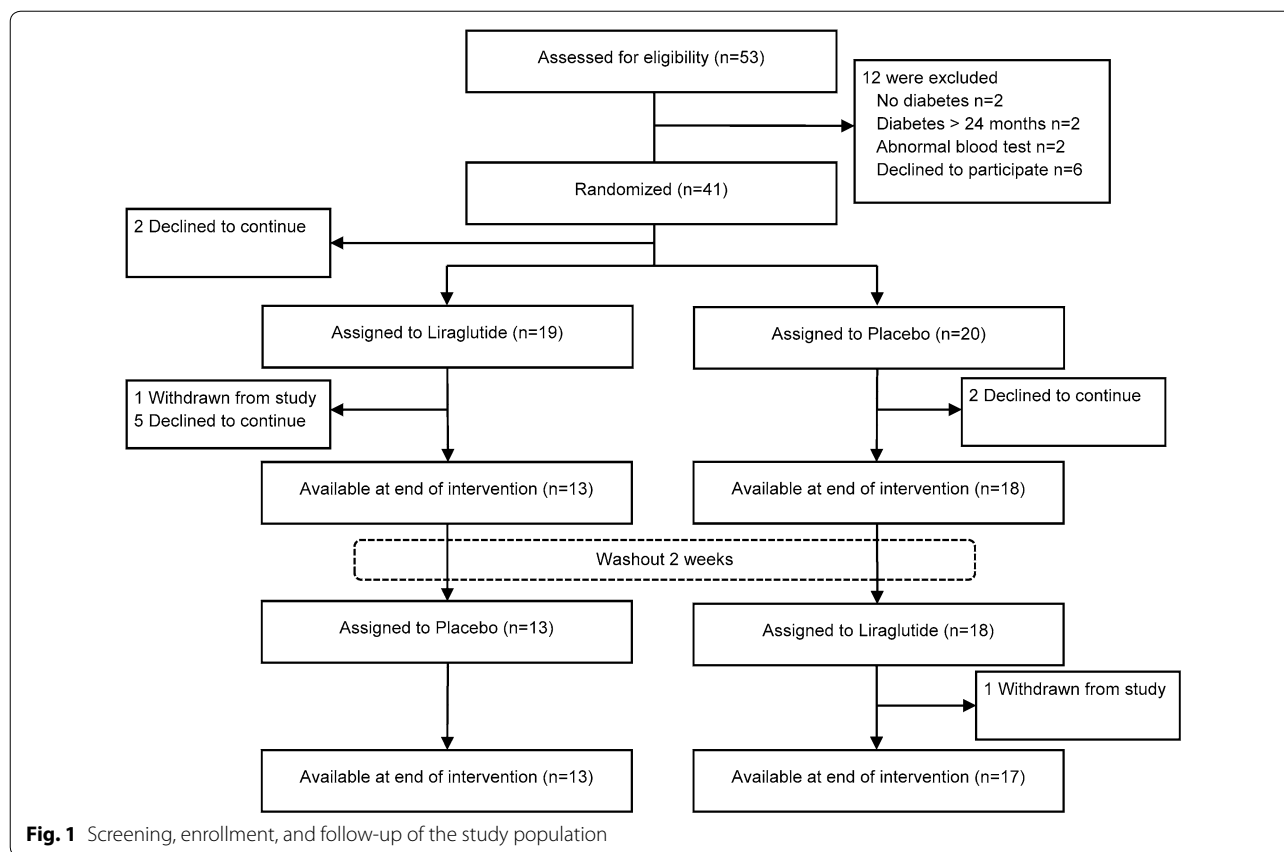 Assessed for eligibility (n=53)
12 were excluded
No diabetes n=2
Diabetes > 24 months n=2
Abnormal blood test n=2
Declined to participate n=6
Randomized (n=41)
2 Declined to continue
Assigned to Liraglutide (n=19)
Assigned to Placebo (n=20)
1 Withdrawn from study
5 Declined to continue
2 Declined to continue
Available at end of intervention (n=13)
Available at end of intervention (n=18)
Washout 2 weeks
Assigned to Placebo (n=13)
Assigned to Liraglutide (n=18)
1 Withdrawn from study
Available at end of intervention (n=13)
Available at end of intervention (n=17)
Fig. 1 Screening, enrollment, and follow-up of the study population